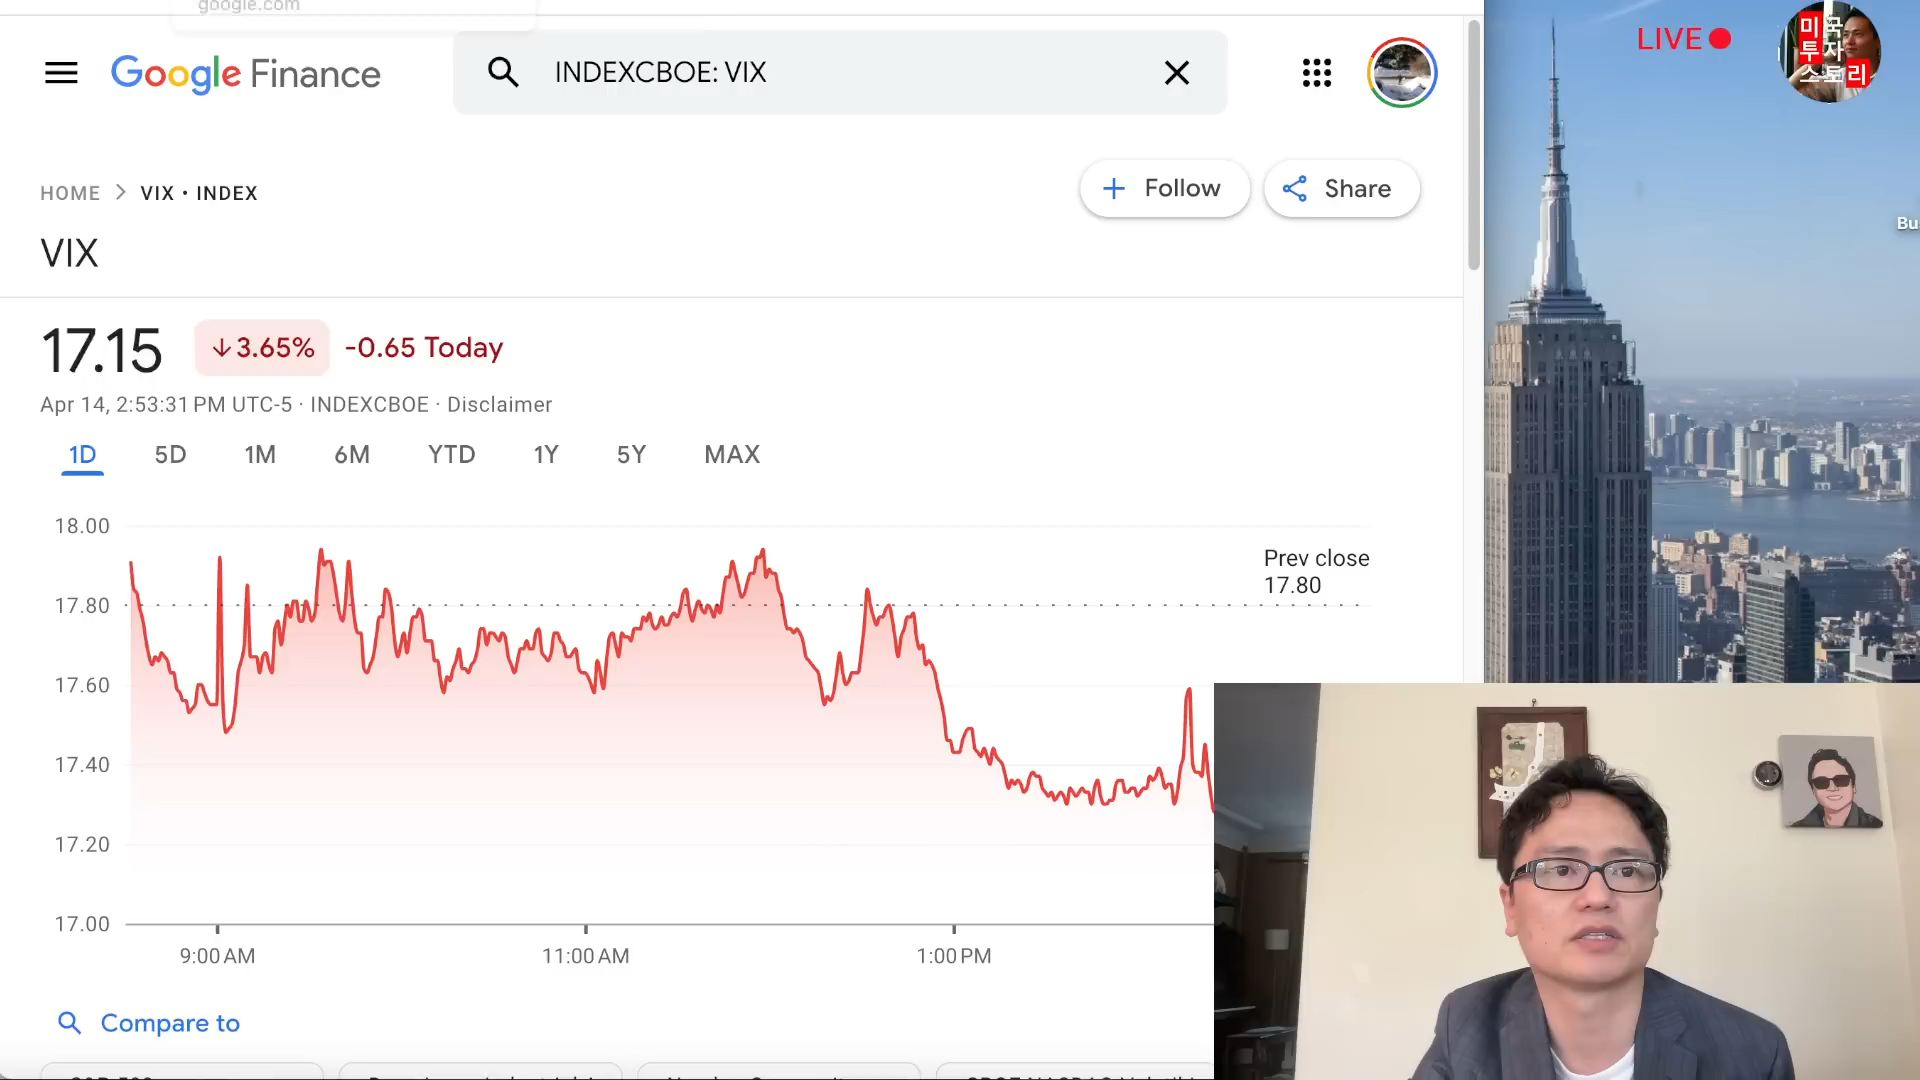 google.com
Google Finance
INDEXCBOE: VIX
LIVE
미국
투자
스토리
HOME > VIX • INDEX
Follow
Share
Bu
VIX
17.15
↓3.65%
-0.65 Today
Apr 14, 2:53:31 PM UTC-5 · INDEXCBOE · Disclaimer
1D
5D
1M
6M
YTD
1Y
5Y
MAX
18.00
Prev close
17.80
17.80
17.60
17.40
17.20
17.00
9:00 AM
11:00 AM
1:00 PM
Compare to